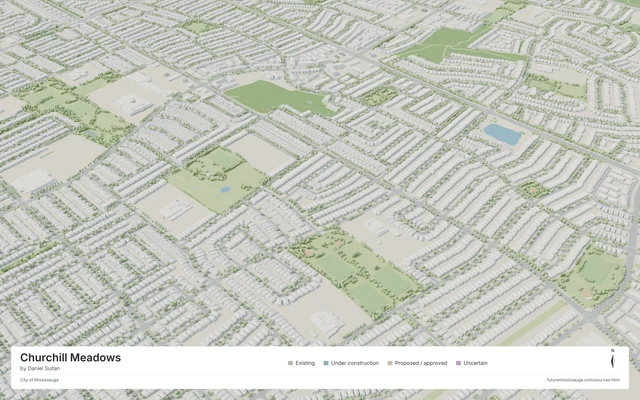 Churchill Meadows
by Daniel Sultan
Existing Under construction Proposed / approved Uncertain
N
City of Mississauga futuremississauga.com/sources.html